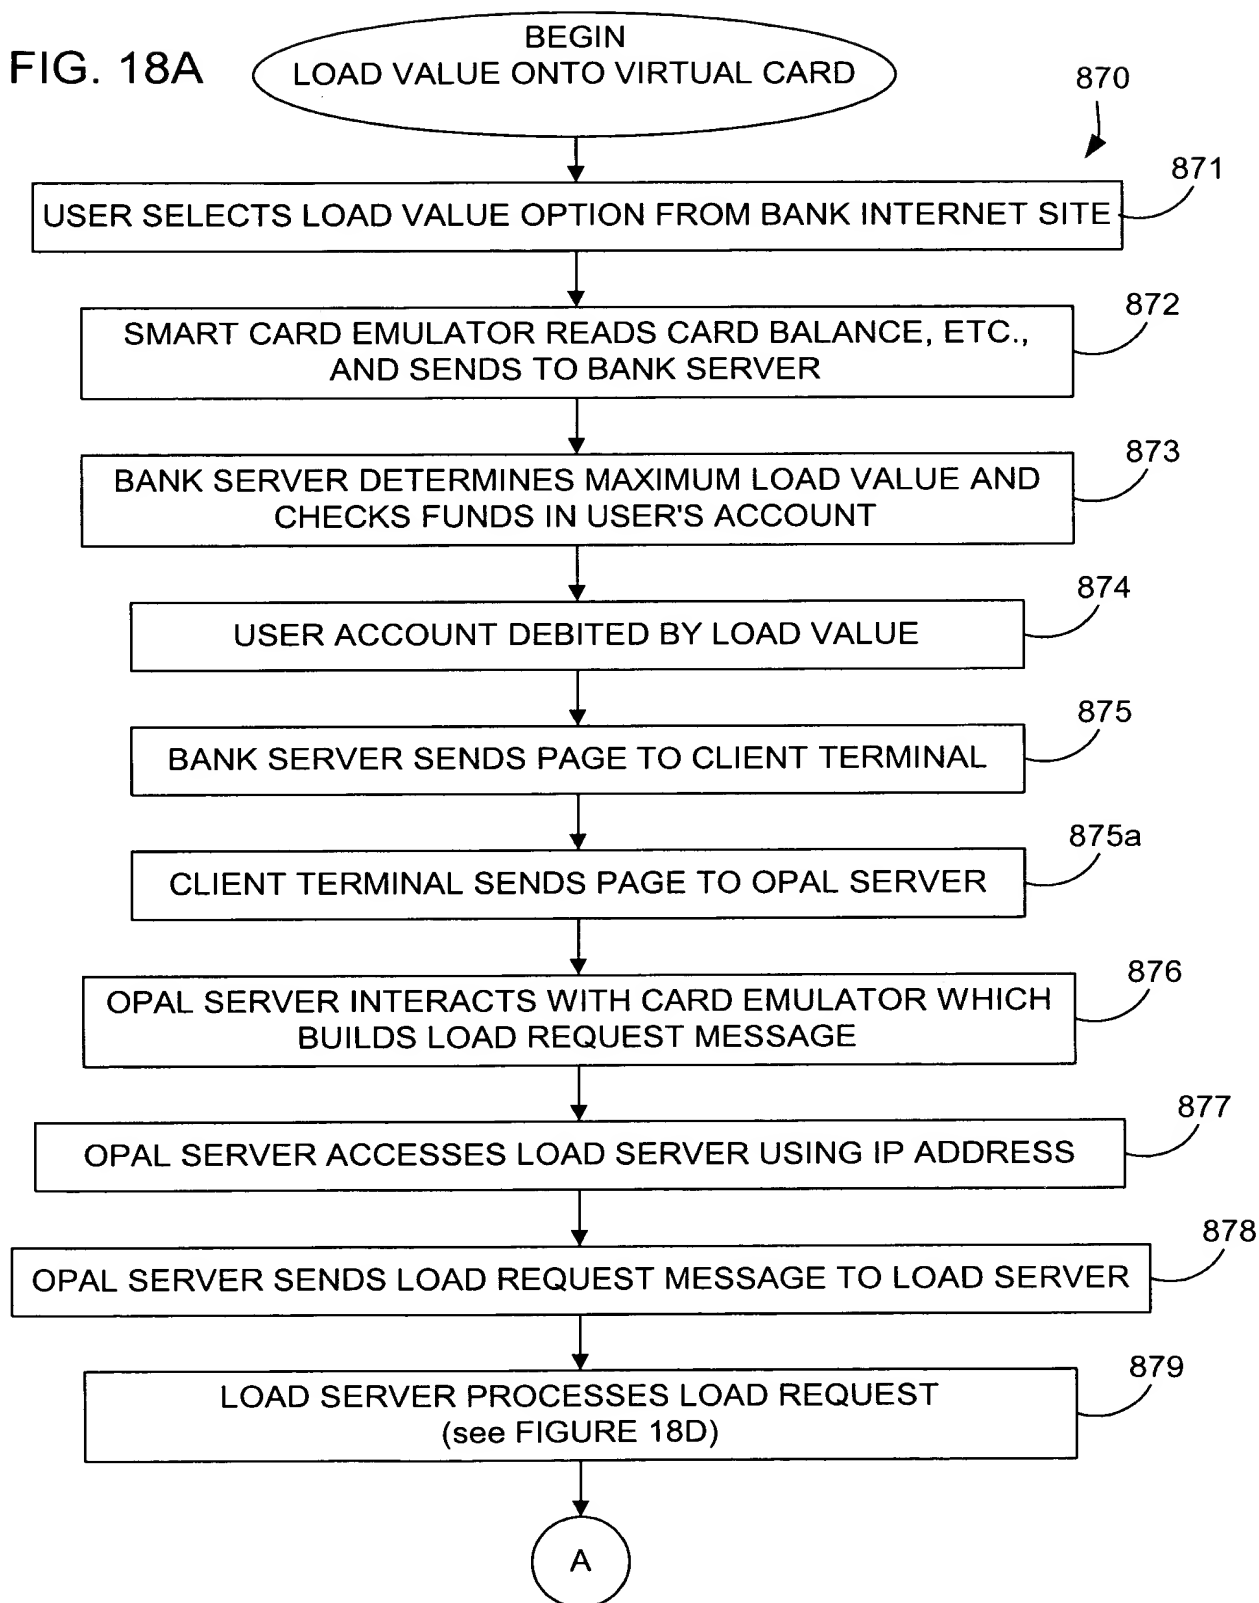 FIG. 18A
BEGIN
LOAD VALUE ONTO VIRTUAL CARD
870
871
USER SELECTS LOAD VALUE OPTION FROM BANK INTERNET SITE
872
SMART CARD EMULATOR READS CARD BALANCE, ETC.,
AND SENDS TO BANK SERVER
873
BANK SERVER DETERMINES MAXIMUM LOAD VALUE AND
CHECKS FUNDS IN USER'S ACCOUNT
874
USER ACCOUNT DEBITED BY LOAD VALUE
875
BANK SERVER SENDS PAGE TO CLIENT TERMINAL
875a
CLIENT TERMINAL SENDS PAGE TO OPAL SERVER
876
OPAL SERVER INTERACTS WITH CARD EMULATOR WHICH
BUILDS LOAD REQUEST MESSAGE
877
OPAL SERVER ACCESSES LOAD SERVER USING IP ADDRESS
878
OPAL SERVER SENDS LOAD REQUEST MESSAGE TO LOAD SERVER
879
LOAD SERVER PROCESSES LOAD REQUEST
(see FIGURE 18D)
A